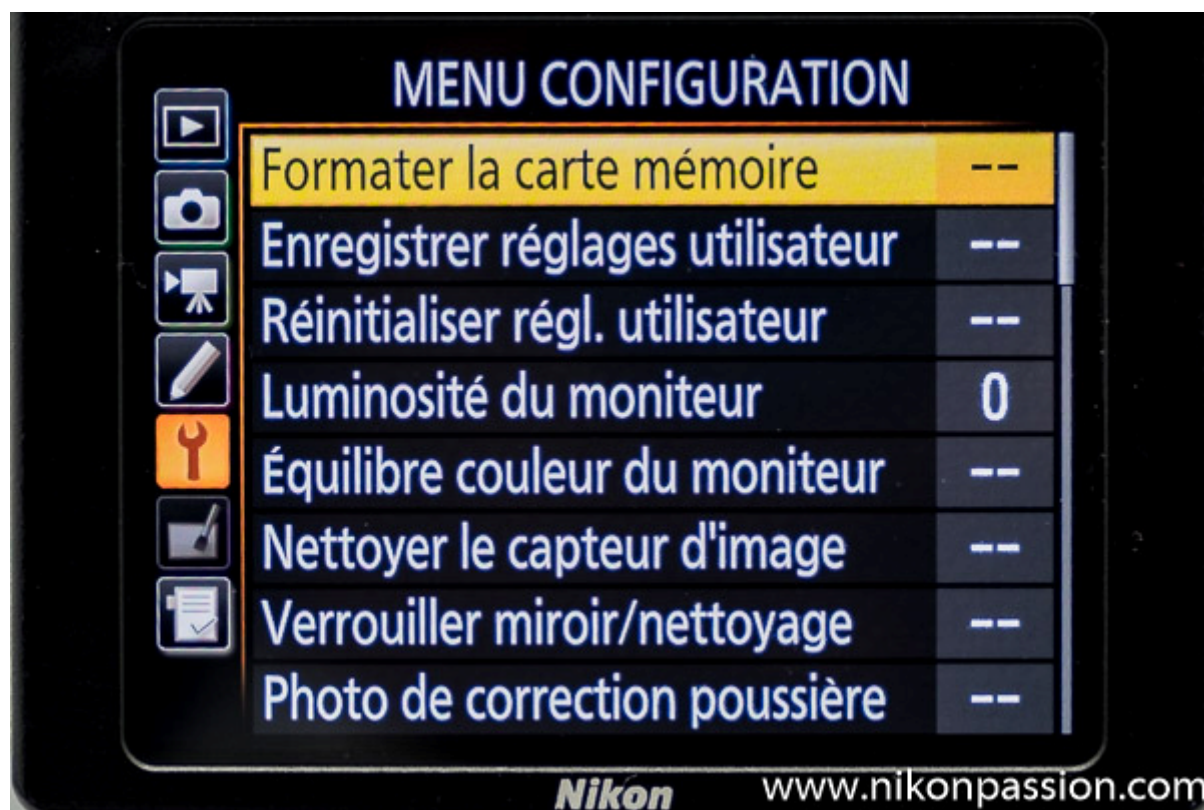 MENU CONFIGURATION
Formater la carte mémoire --
Enregistrer réglages utilisateur --
Réinitialiser régl. utilisateur --
Luminosité du moniteur 0
Équilibre couleur du moniteur --
Nettoyer le capteur d'image --
Verrouiller miroir/nettoyage --
Photo de correction poussière --
Nikon
www.nikonpassion.com